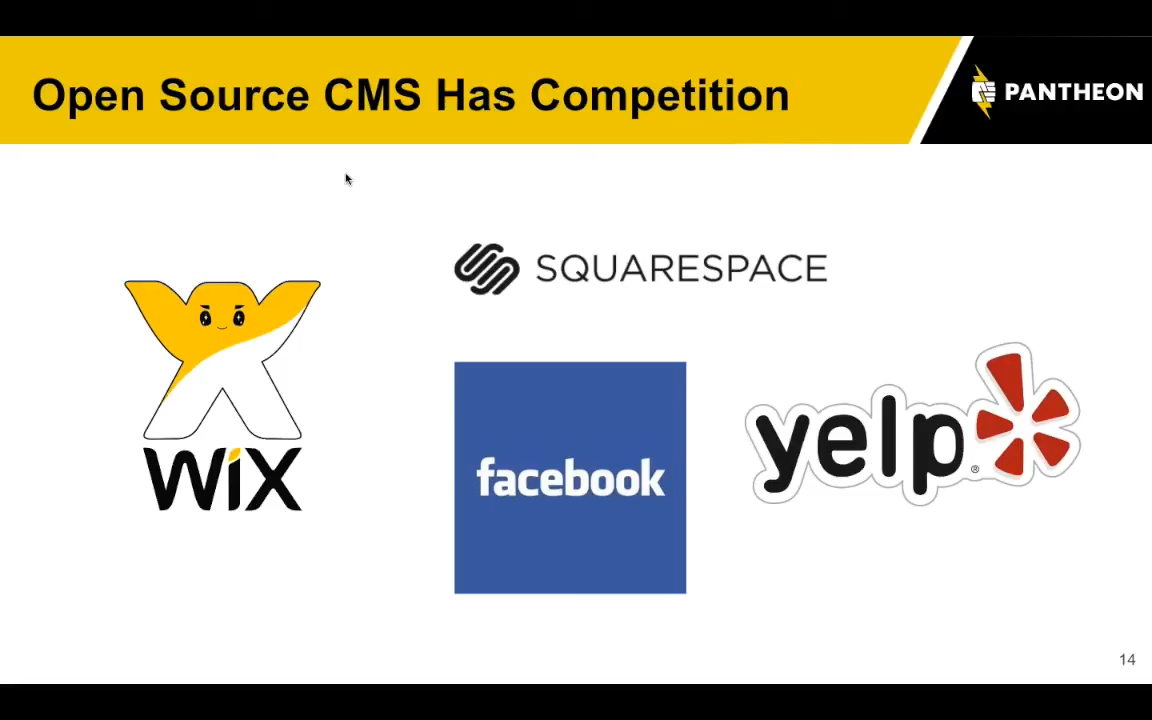 Open Source CMS Has Competition
PANTHEON
SQUARESPACE
WiX
facebook
yelp
®
14